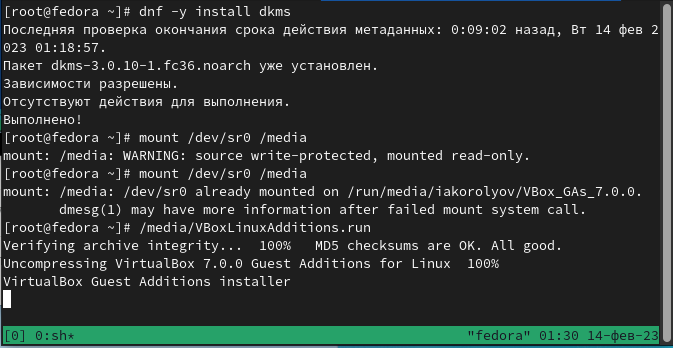 [root@fedora ~]# dnf -y install dkms
Последняя проверка окончания срока действия метаданных: 0:09:02 назад, Вт 14 фев 2
023 01:18:57.
Пакет dkms-3.0.10-1.fc36.noarch уже установлен.
Зависимости разрешены.
Отсутствуют действия для выполнения.
Выполнено!
[root@fedora ~]# mount /dev/sr0 /media
mount: /media: WARNING: source write-protected, mounted read-only.
[root@fedora ~]# mount /dev/sr0 /media
mount: /media: /dev/sr0 already mounted on /run/media/iakorolyov/VBox_GAs_7.0.0.
       dmesg(1) may have more information after failed mount system call.
[root@fedora ~]# /media/VBoxLinuxAdditions.run
Verifying archive integrity...  100%   MD5 checksums are OK. All good.
Uncompressing VirtualBox 7.0.0 Guest Additions for Linux  100%
VirtualBox Guest Additions installer
[0] 0:sh* "fedora" 01:30 14-фев-23